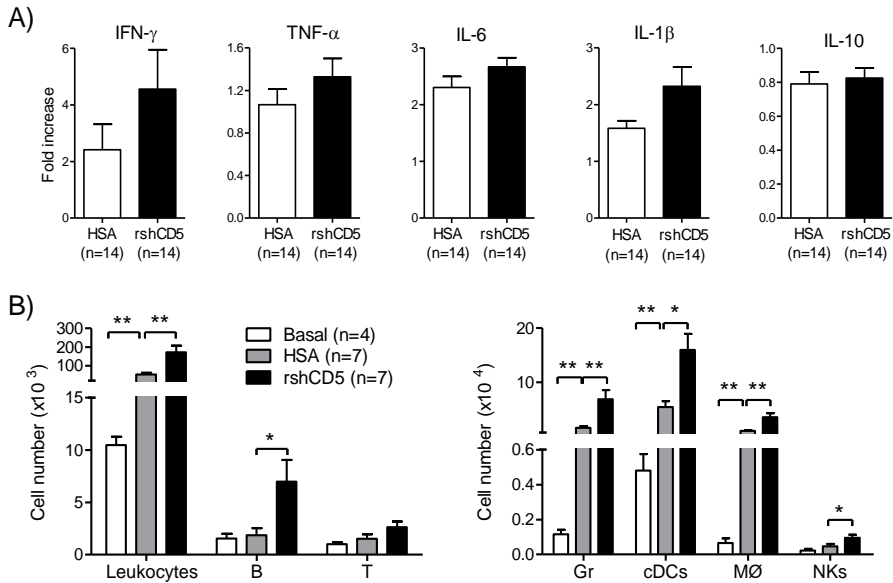 A)
IFN-γ
TNF-α
IL-6
IL-1β
IL-10
Fold increase
6
4
2
0
1.6
1.2
0.8
0.4
0.0
3
2
1
0
3
2
1
0
1.0
0.8
0.6
0.4
0.2
0.0
HSA rshCD5
(n=14) (n=14)
HSA rshCD5
(n=14) (n=14)
HSA rshCD5
(n=14) (n=14)
HSA rshCD5
(n=14) (n=14)
HSA rshCD5
(n=14) (n=14)
B)
Cell number (x10 3)
300
200
100
15
10
5
0
** **
*
Basal (n=4)
HSA (n=7)
rshCD5 (n=7)
Leukocytes B T
Cell number (x10 4)
20
10
0.6
0.4
0.2
0.0
** **
** *
** **
*
Gr cDCs MØ NKs